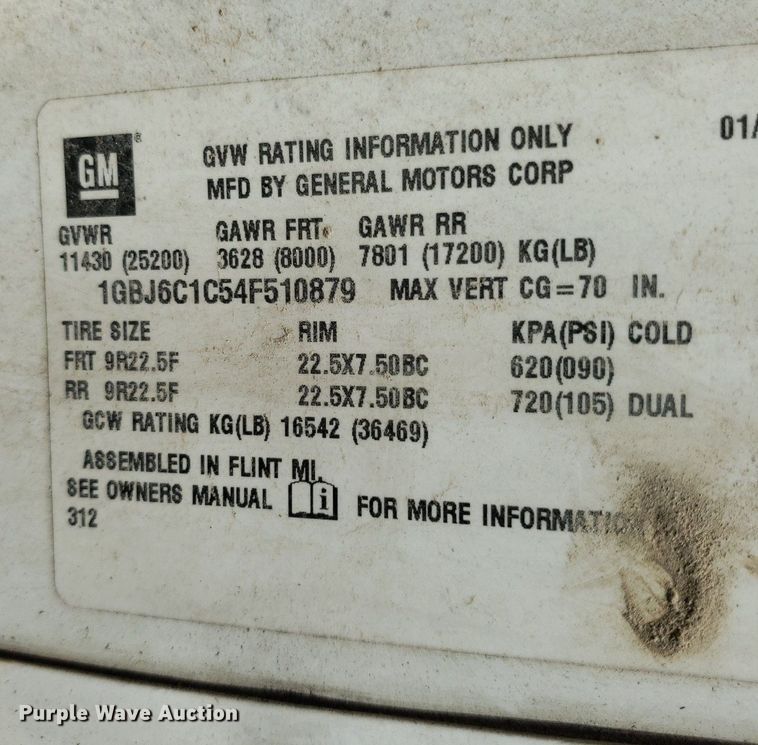 GM®
GVW RATING INFORMATION ONLY
01/
MFD BY GENERAL MOTORS CORP
GVWR GAWR FRT. GAWR RR
11430 (25200) 3628 (8000) 7801 (17200) KG(LB)
1GBJ6C1C54F510879 MAX VERT CG=70 IN.
TIRE SIZE RIM KPA(PSI) COLD
FRT 9R22.5F 22.5X7.50BC 620(090)
RR 9R22.5F 22.5X7.50BC 720(105) DUAL
GCW RATING KG(LB) 16542 (36469)
ASSEMBLED IN FLINT MI.
SEE OWNERS MANUAL i FOR MORE INFORMATION
312
Purple Wave Auction